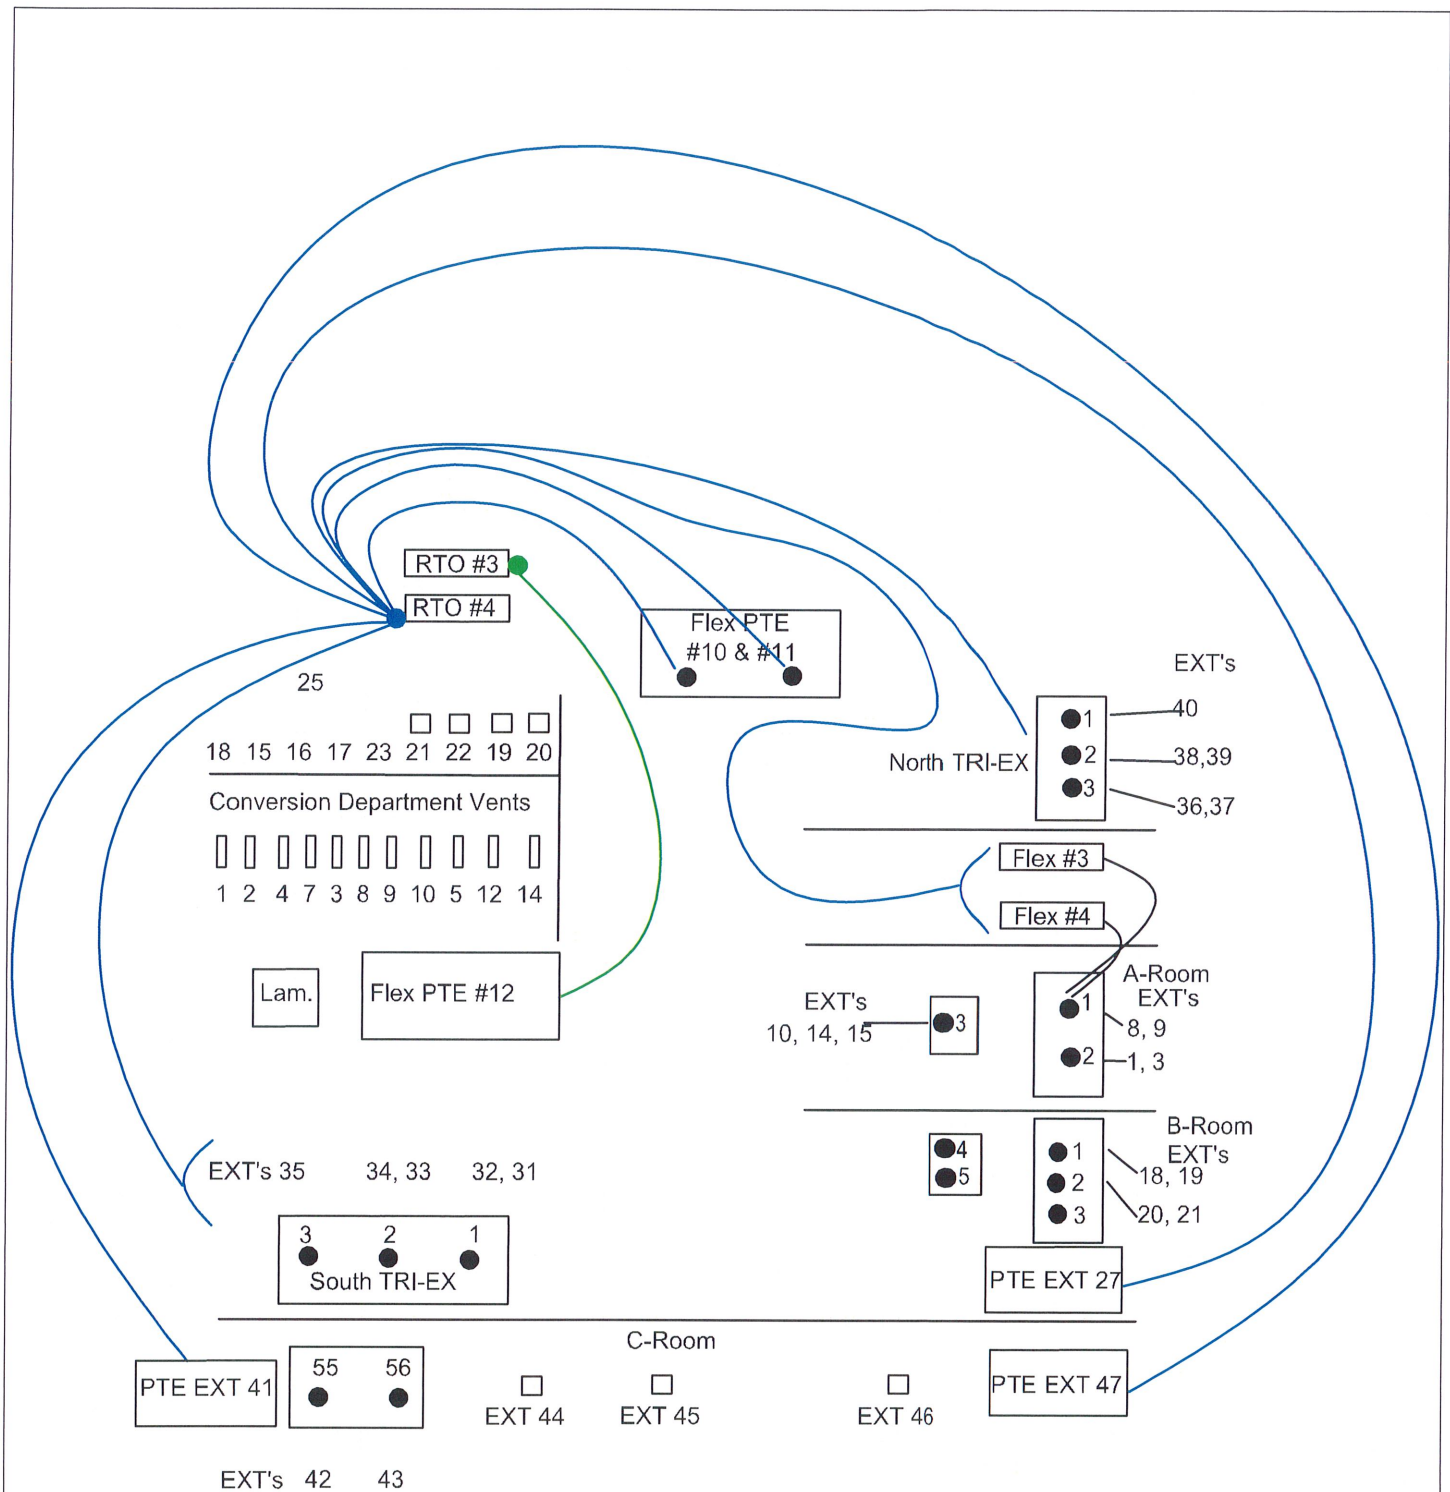 RTO #3
RTO #4
Flex PTE
#10 & #11
25
21 22 19 20
18 15 16 17 23
Conversion Department Vents
1 2 4 7 3 8 9 10 5 12 14
Lam.
Flex PTE #12
EXT's
1 40
2 38,39
North TRI-EX
3 36,37
Flex #3
Flex #4
A-Room
EXT's
EXT's
10, 14, 15
3
1
8, 9
2
1, 3
B-Room
EXT's
4
5
1
18, 19
2
20, 21
3
EXT's 35 34, 33 32, 31
3 2 1
South TRI-EX
PTE EXT 27
C-Room
PTE EXT 41
55 56
EXT 44
EXT 45
EXT 46
PTE EXT 47
EXT's 42 43